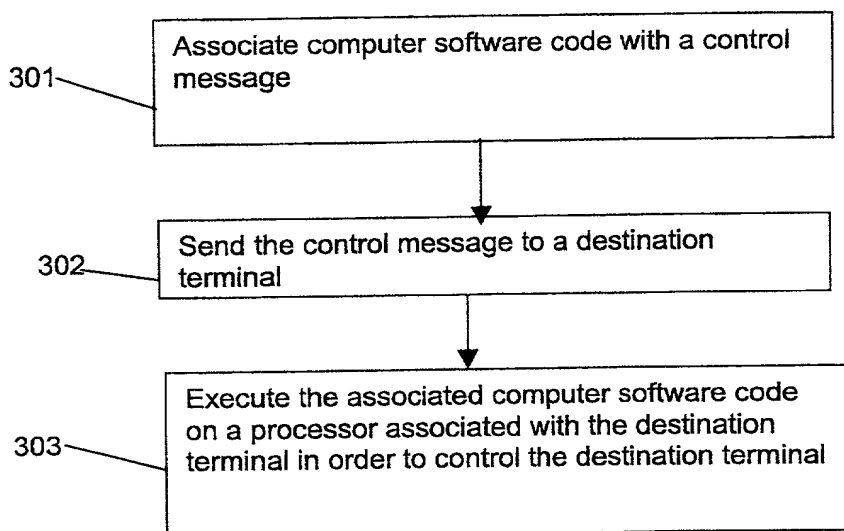 Associate computer software code with a control
message
301
Send the control message to a destination
terminal
302
Execute the associated computer software code
on a processor associated with the destination
terminal in order to control the destination terminal
303